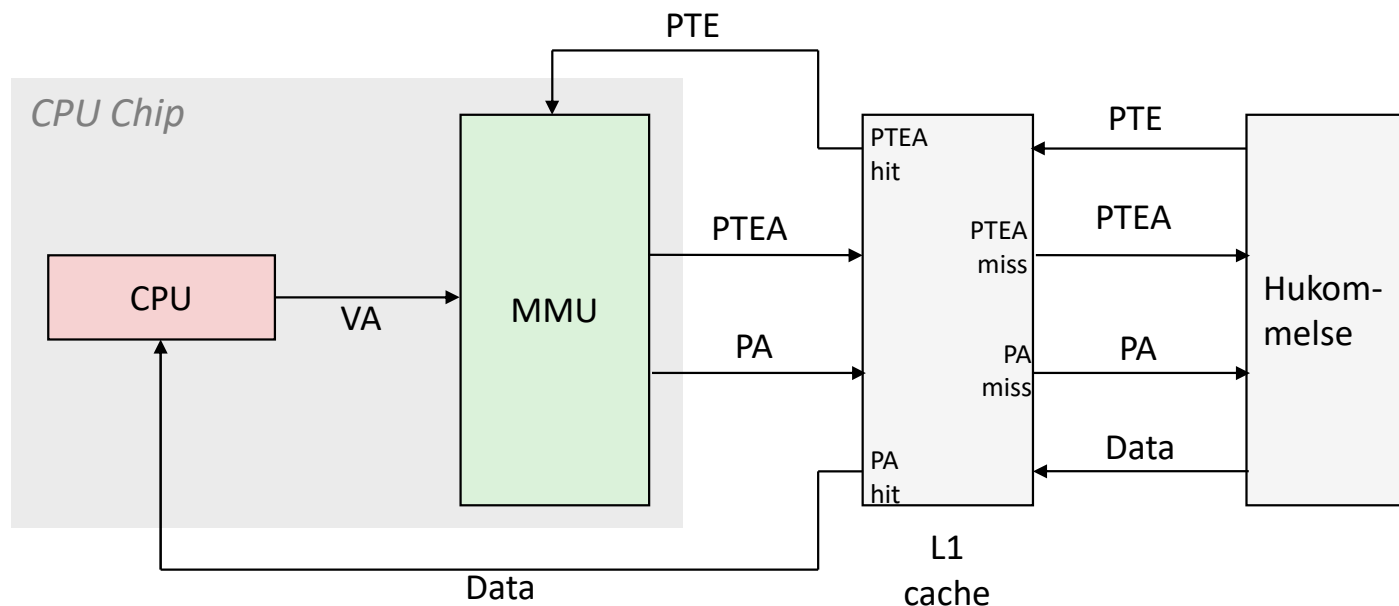 PTE
CPU Chip
PTEA
hit
PTE
PTEA
PTEA
miss
PTEA
CPU
VA
MMU
Hukom-
melse
PA
PA
miss
PA
PA
hit
Data
L1
cache
Data